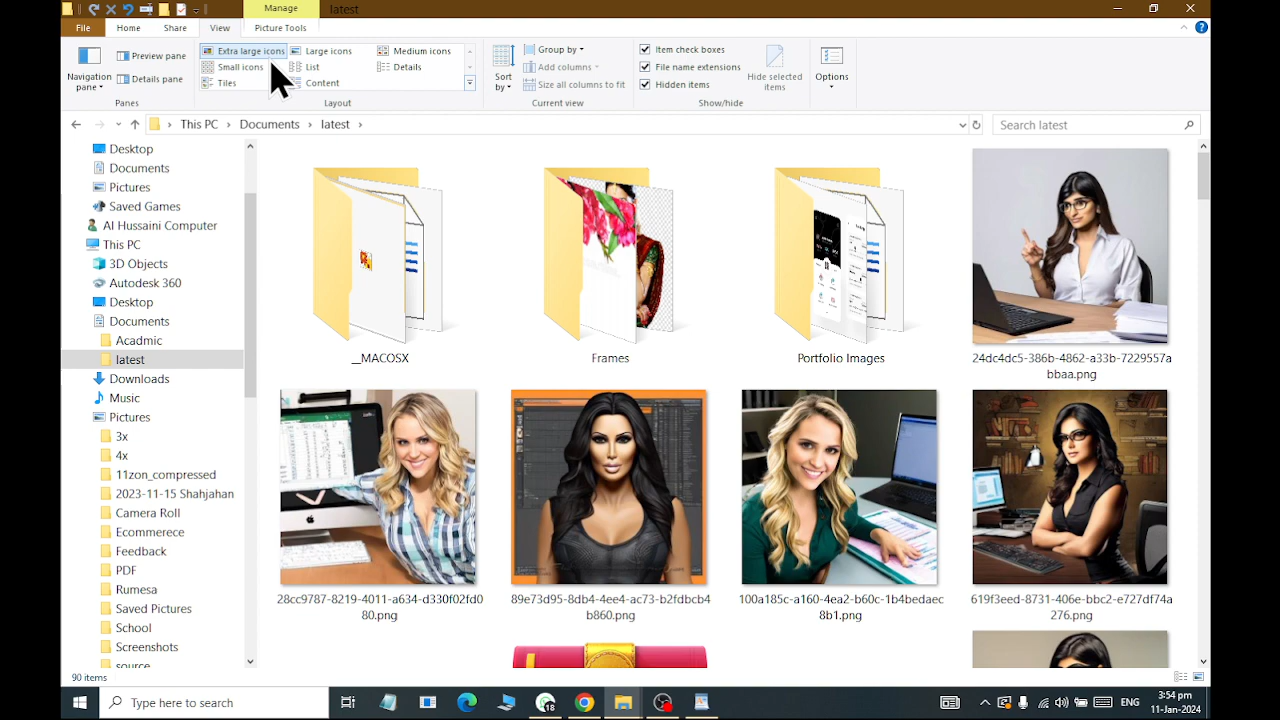 Manage
latest
File
Home
Share
View
Picture Tools
Navigation pane
Preview pane
Details pane
Panes
Extra large icons
Large icons
Medium icons
Small icons
List
Details
Tiles
Content
Layout
Sort by
Group by
Add columns
Size all columns to fit
Current view
Item check boxes
File name extensions
Hidden items
Hide selected items
Show/hide
Options
This PC > Documents > latest >
Search latest
Desktop
Documents
Pictures
Saved Games
Al Hussaini Computer
This PC
3D Objects
Autodesk 360
Desktop
Documents
Acadmic
latest
Downloads
Music
Pictures
3x
4x
11zon_compressed
2023-11-15 Shahjahan
Camera Roll
Ecommerece
Feedback
PDF
Rumesa
Saved Pictures
School
Screenshots
source
__MACOSX
Frames
Portfolio Images
24dc4dc5-386b-4862-a33b-7229557a
bbaa.png
28cc9787-8219-4011-a634-d330f02fd0
80.png
89e73d95-8db4-4ee4-ac73-b2fdbcb4
b860.png
100a185c-a160-4ea2-b60c-1b4bedaec
8b1.png
619f3eed-8731-406e-bbc2-e727df74a
276.png
90 items
Type here to search
18
ENG
3:54 pm
11-Jan-2024